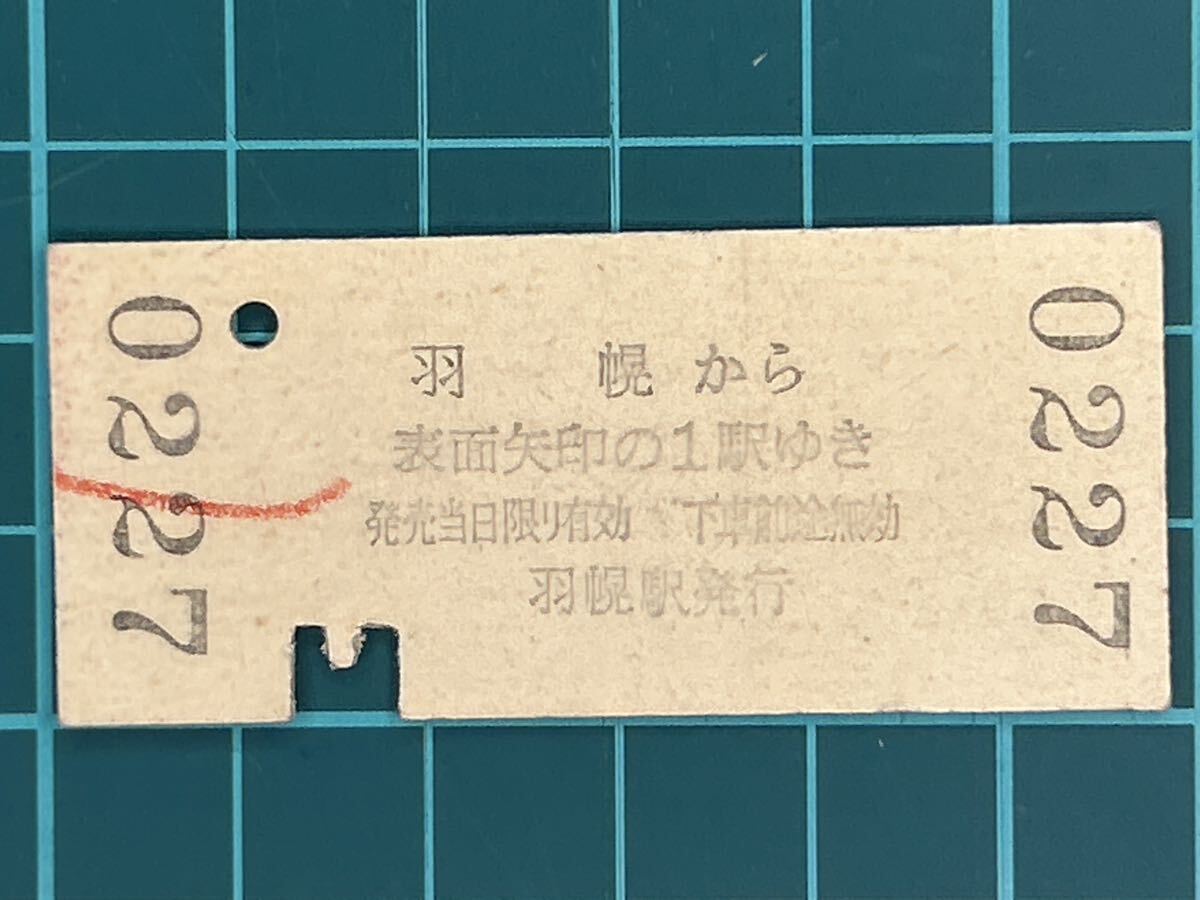 0227
羽 幌 から
表面矢印の1駅ゆき
発売当日限り有効 下車前途無効
羽幌駅発行
0227